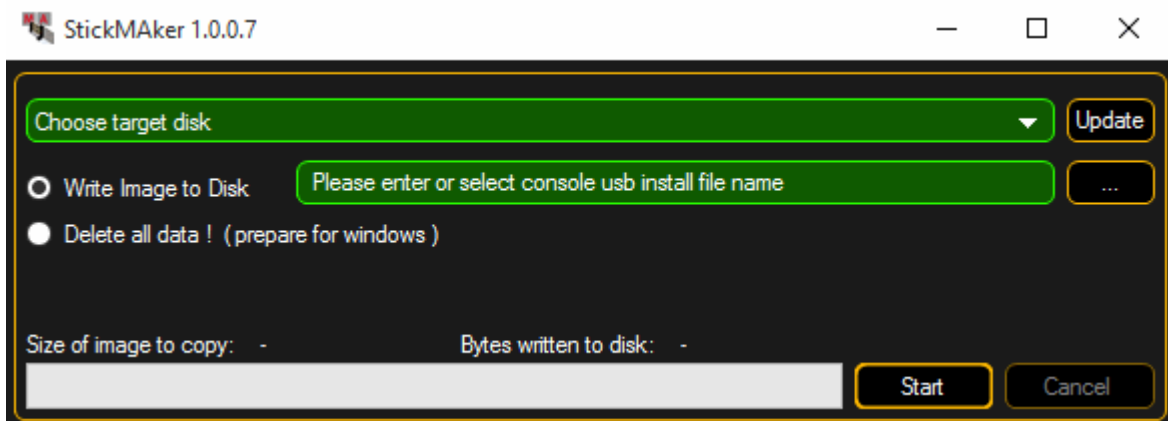 StickMAker 1.0.0.7
Choose target disk Update
Write Image to Disk Please enter or select console usb install file name ...
Delete all data ! ( prepare for windows )
Size of image to copy: - Bytes written to disk: -
Start Cancel